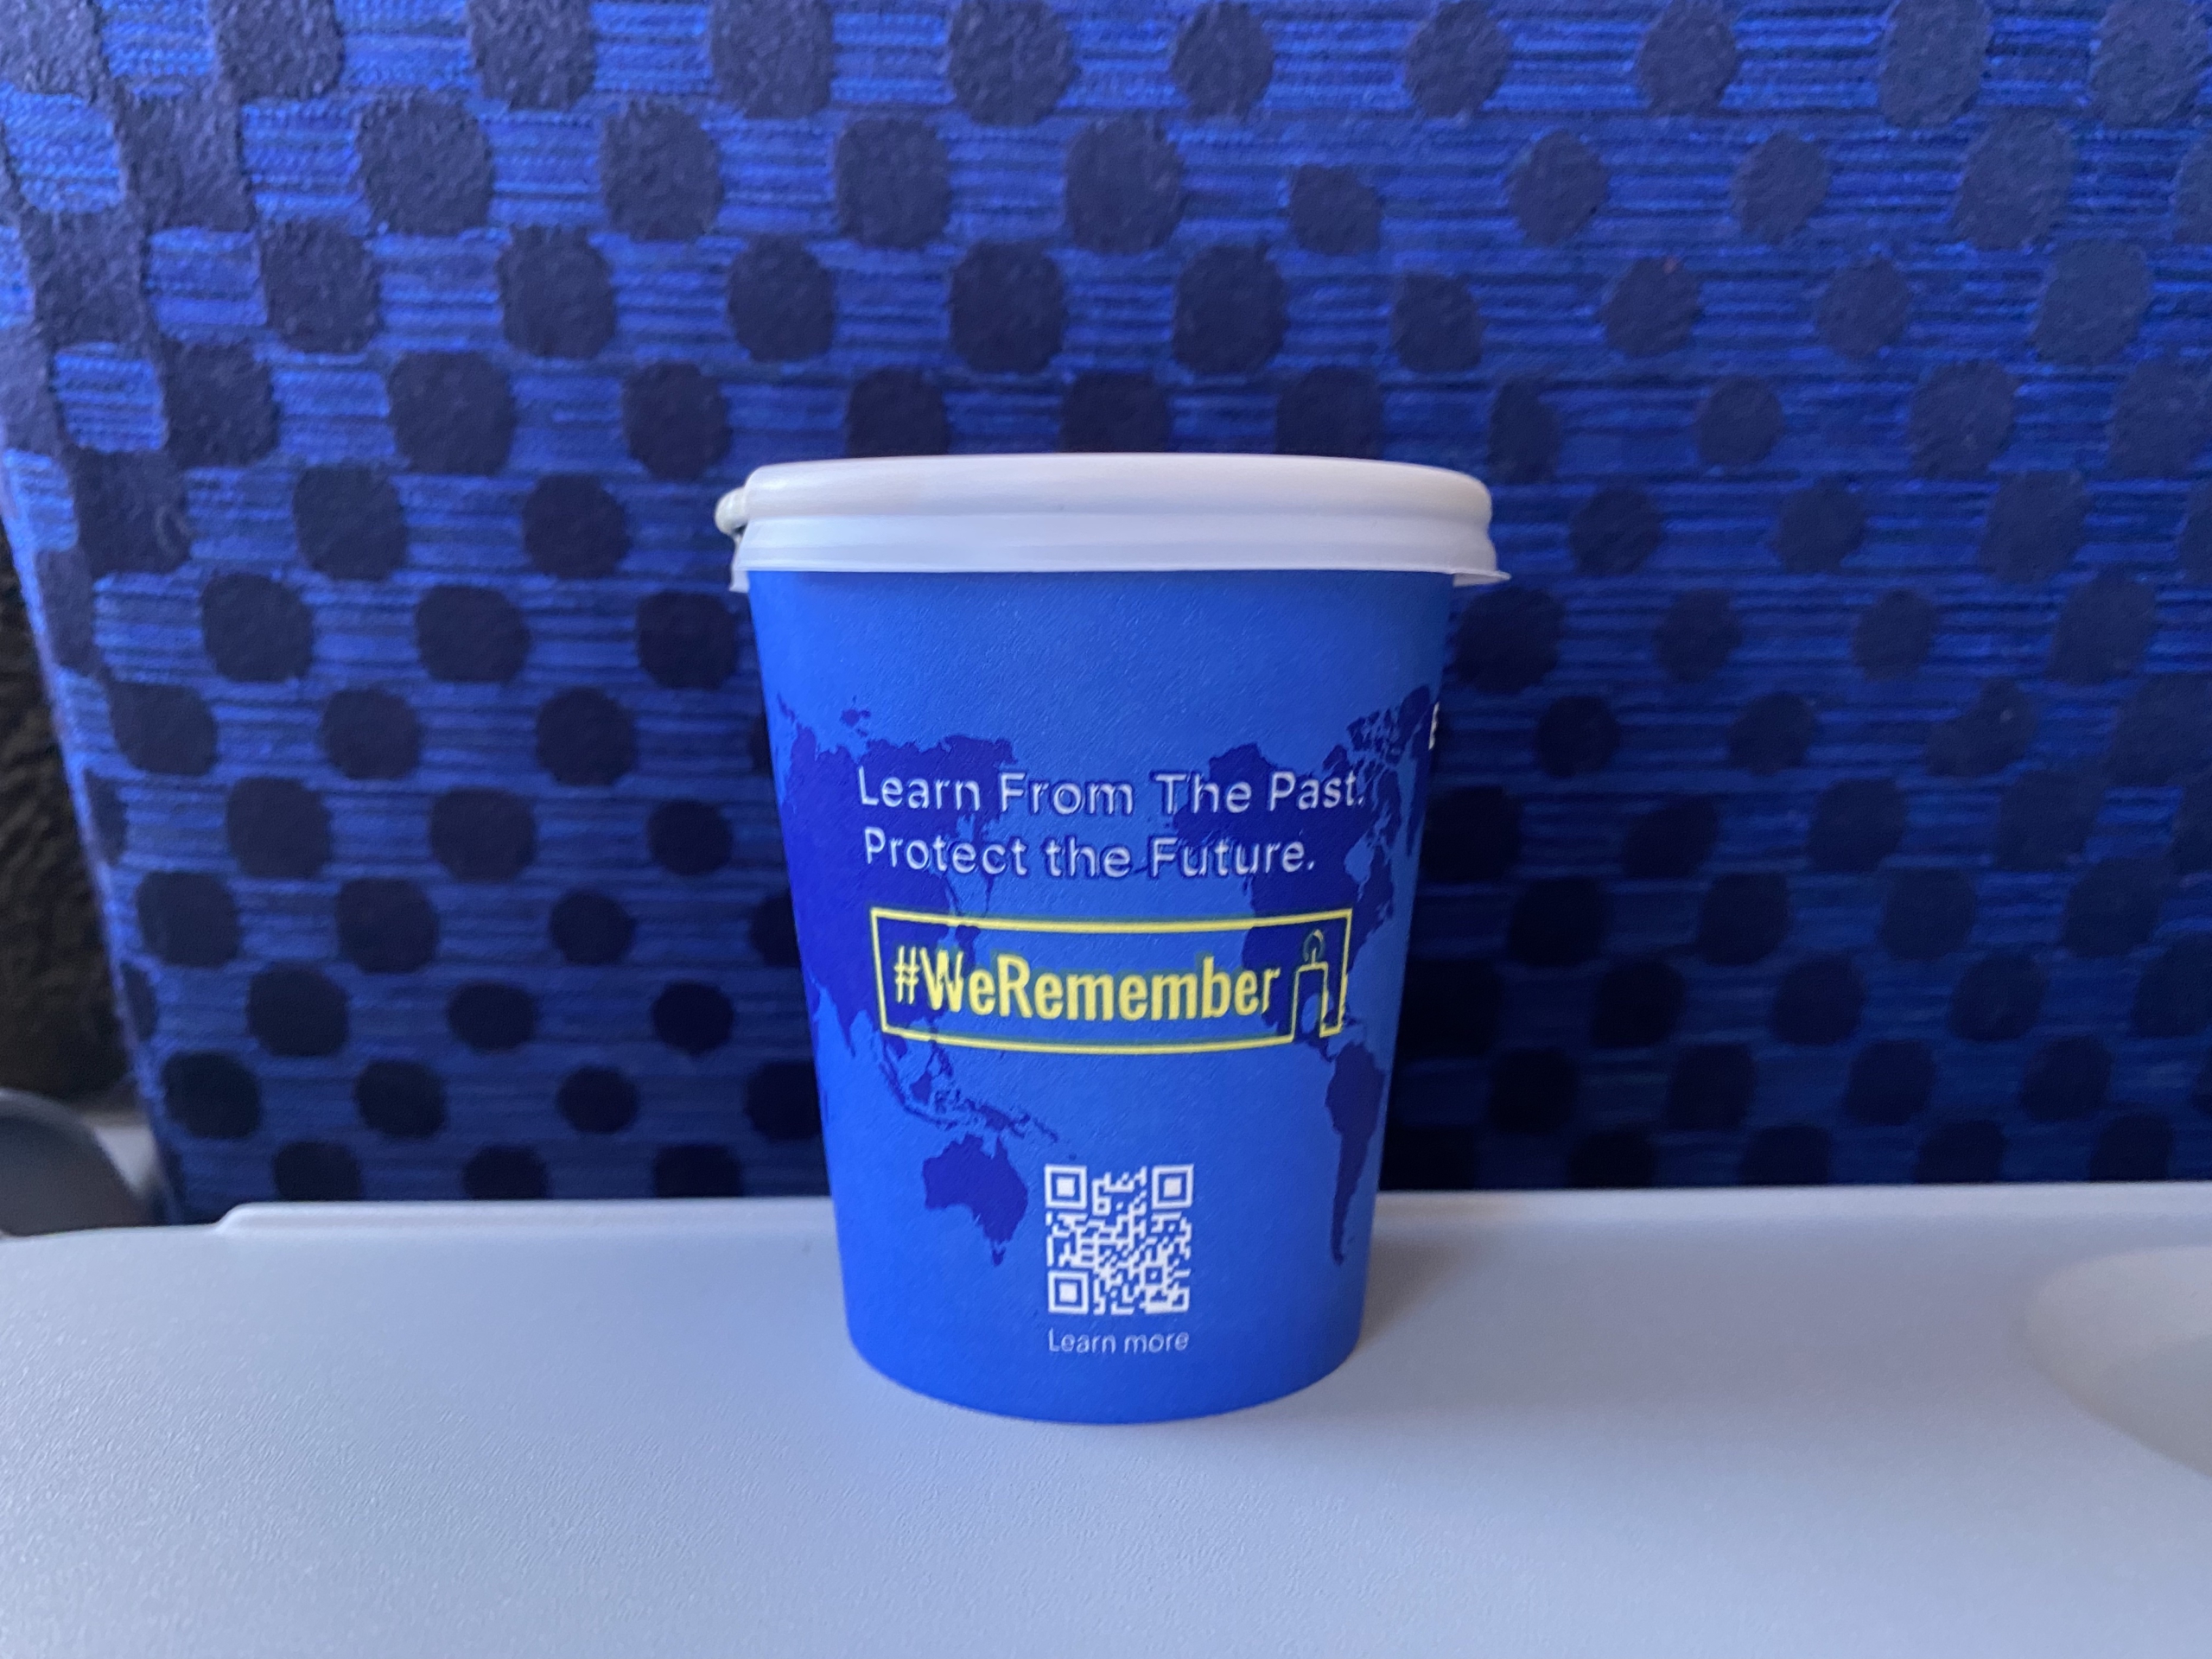 Learn From The Past.
Protect the Future.
#WeRemember
Learn more